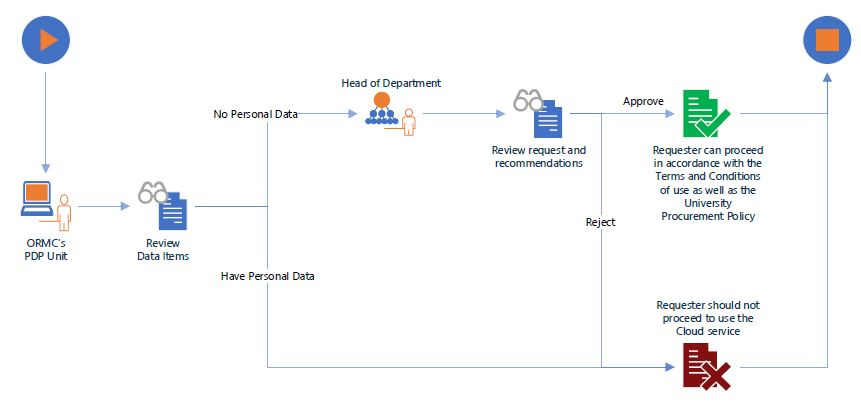 Head of Department
No Personal Data
Approve
Review request and
recommendations
Requester can proceed
in accordance with the
Terms and Conditions
of use as well as the
University
Procurement Policy
ORMC's
PDP Unit
Review
Data Items
Reject
Have Personal Data
Requester should not
proceed to use the
Cloud service